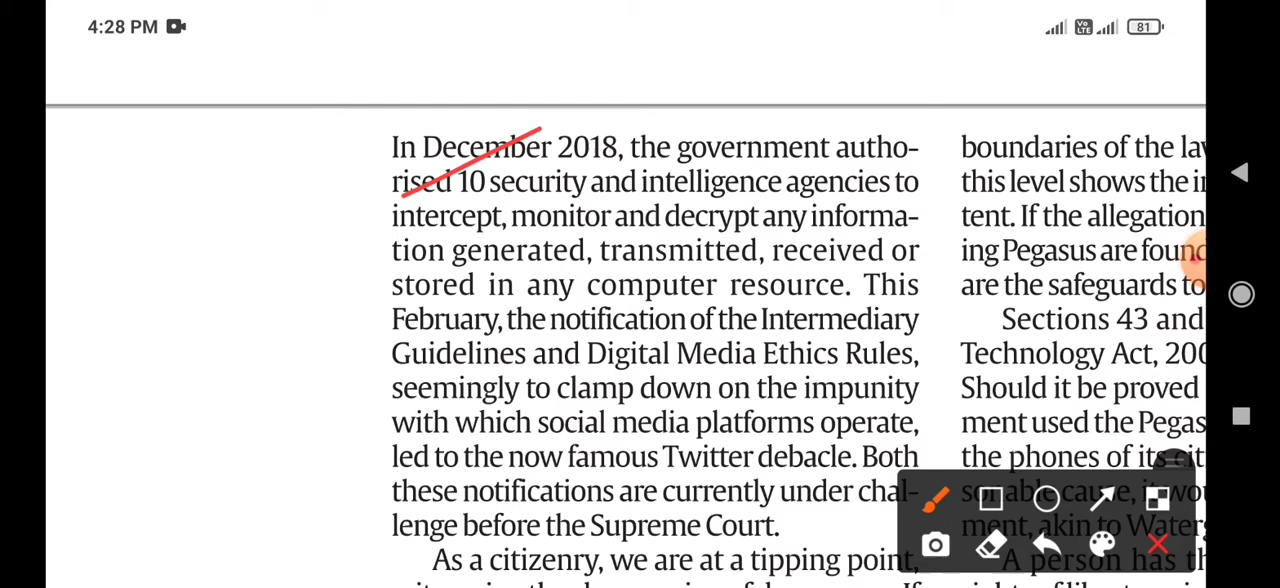 4:28 PM
Vo LTE
81
In December 2018, the government autho-
rised 10 security and intelligence agencies to
intercept, monitor and decrypt any informa-
tion generated, transmitted, received or
stored in any computer resource. This
February, the notification of the Intermediary
Guidelines and Digital Media Ethics Rules,
seemingly to clamp down on the impunity
with which social media platforms operate,
led to the now famous Twitter debacle. Both
these notifications are currently under chal-
lenge before the Supreme Court.
As a citizenry, we are at a tipping point,
boundaries of the
this level shows the
tent. If the allegation
ing Pegasus are found
are the safeguards to
Sections 43 and
Technology Act,
Should it be proved
ment used the
the phones of its
ment, akin to
A person has